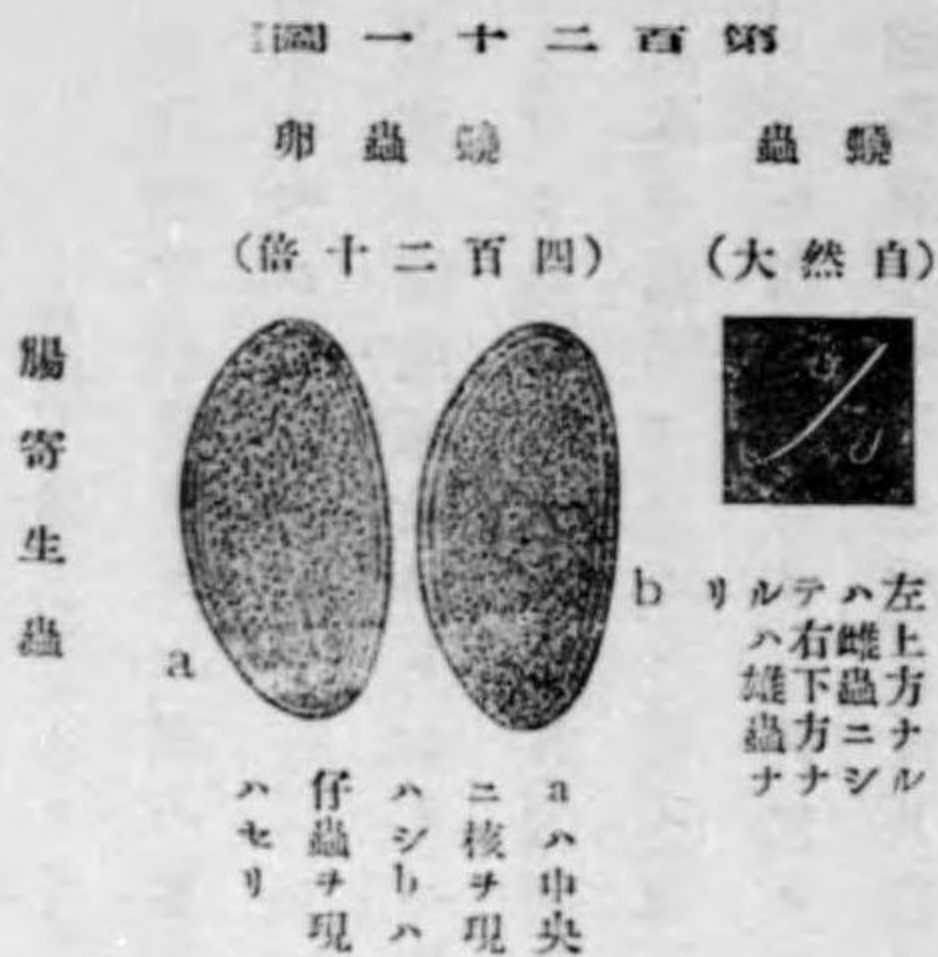 第百二十一圖
蟯蟲
(自然大)
左上方ナル
ハ雌蟲ニシ
テ右下方ナ
ルハ雄蟲ナ
リ
蟯蟲卵
(四百二十倍)
a
b
aハ中央
ニ核ヲ現
ハシbハ
仔蟲ヲ現
ハセリ
腸寄生蟲